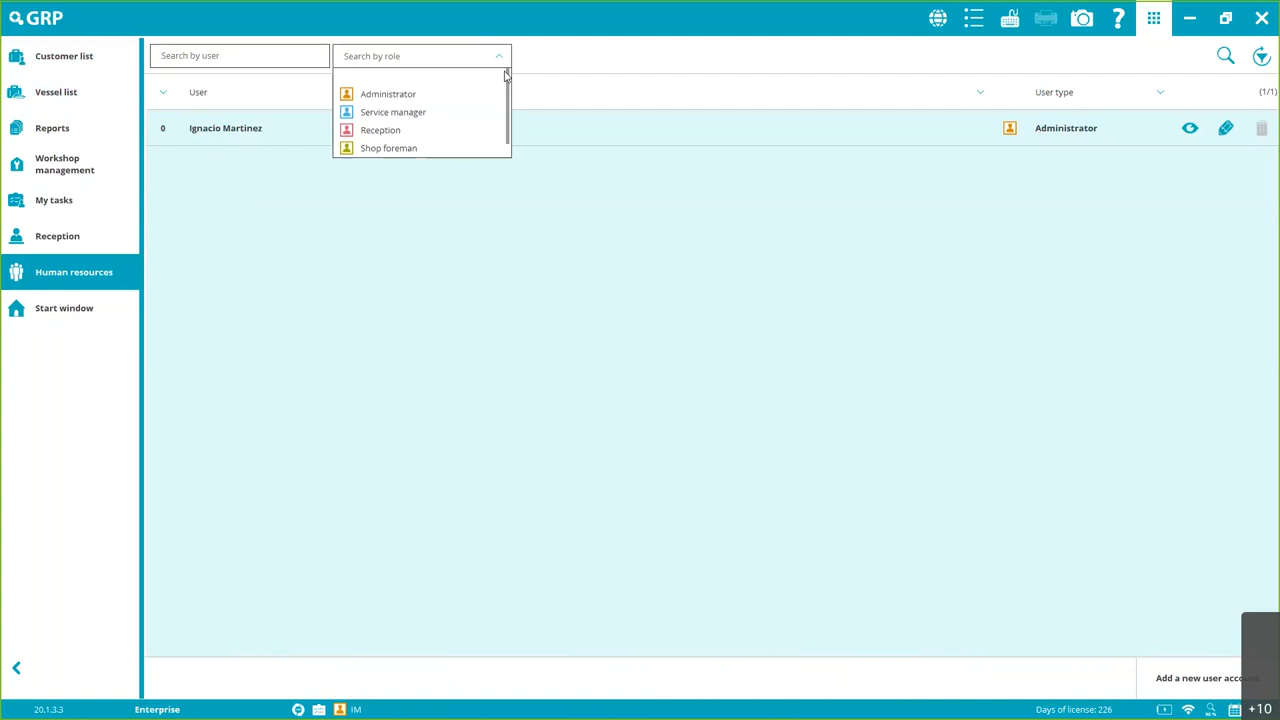 GRP
Customer list
Vessel list
Reports
Workshop
management
My tasks
Reception
Human resources
Start window
Search by user
Search by role
Administrator
Service manager
Reception
Shop foreman
User
User type
(1/1)
0 Ignacio Martinez
Administrator
Add a new user accou
20.1.3.3
Enterprise
IM
Days of license: 226
+10